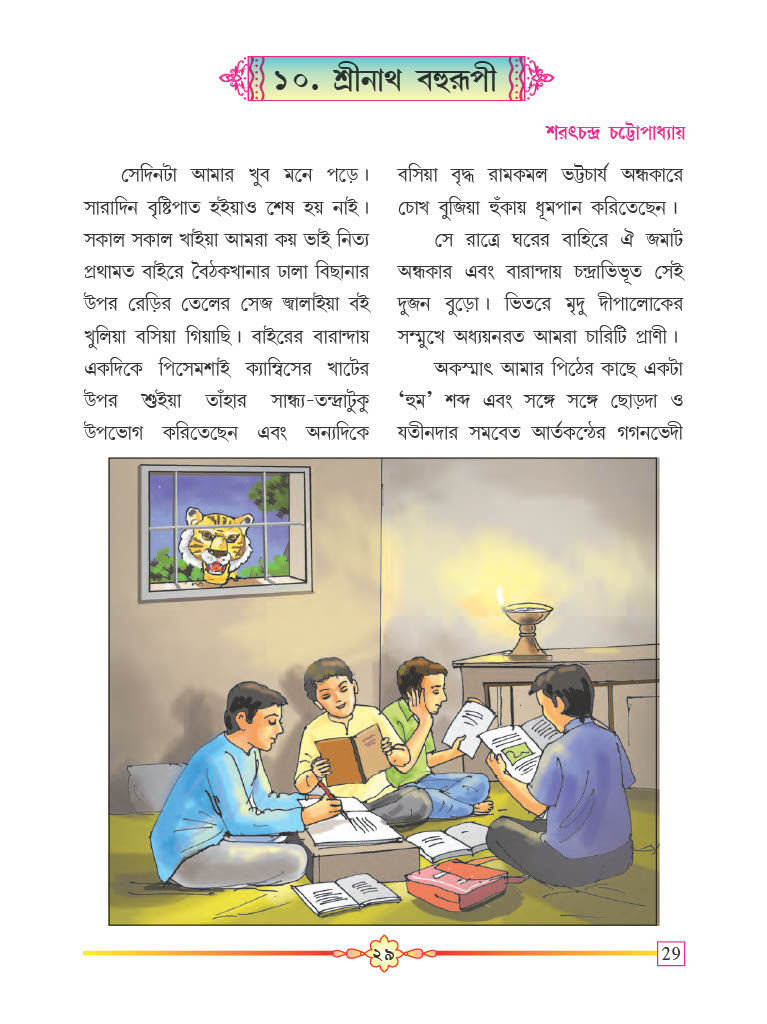 ১০. শ্রীনাথ বহুরূপী
শরৎচন্দ্র চট্টোপাধ্যায়
সেদিনটা আমার খুব মনে পড়ে।
সারাদিন বৃষ্টিপাত হইয়াও শেষ হয় নাই।
সকাল সকাল খাইয়া আমরা কয় ভাই নিত্য
প্রথামত বাইরে বৈঠকখানার ঢালা বিছানার
উপর রেড়ির তেলের সেজ জ্বালাইয়া বই
খুলিয়া বসিয়া গিয়াছি। বাইরের বারান্দায়
একদিকে পিসেমশাই ক্যাম্বিসের খাটের
উপর শুঁইয়া তাঁহার সান্ধ্য-তন্দ্রাটুকু
উপভোগ করিতেছেন এবং অন্যদিকে
বসিয়া বৃদ্ধ রামকমল ভট্টচার্য অন্ধকারে
চোখ বুজিয়া হুঁকায় ধূমপান করিতেছেন।
সে রাত্রে ঘরের বাহিরে ঐ জমাট
অন্ধকার এবং বারান্দায় চন্দ্রাভিভূত সেই
দুজন বুড়ো। ভিতরে মৃদু দীপালোকের
সম্মুখে অধ্যয়নরত আমরা চারিটি প্রাণী।
অকস্মাৎ আমার পিঠের কাছে একটা
‘হুম’ শব্দ এবং সঙ্গে সঙ্গে ছোড়দা ও
যতীনদার সমবেত আর্তকন্ঠের গগনভেদী
২৯
29